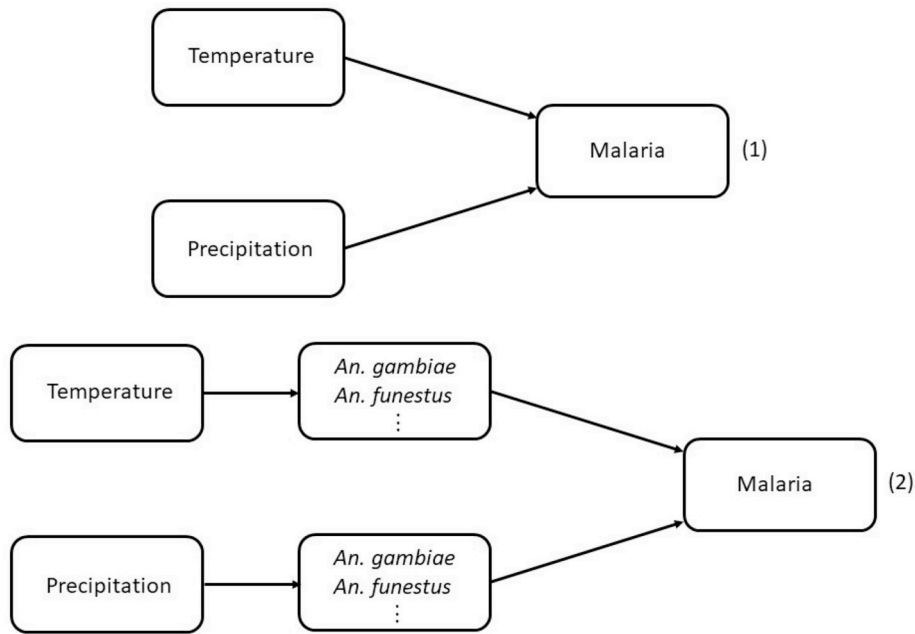 Temperature
Malaria
(1)
Precipitation
Temperature
An. gambiae
An. funestus
⋮
Malaria
(2)
Precipitation
An. gambiae
An. funestus
⋮